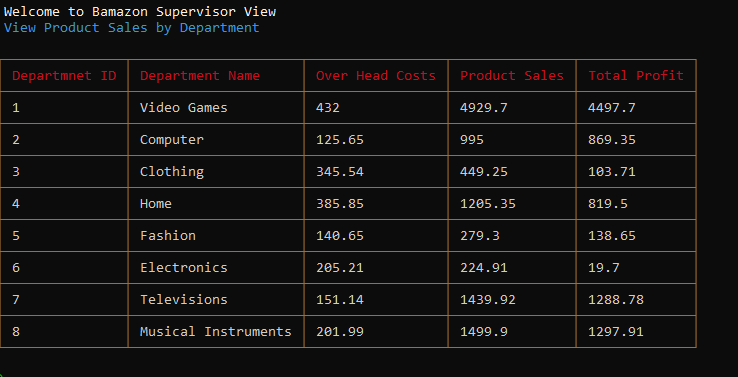 Welcome to Bamazon Supervisor View
View Product Sales by Department
Departmnet ID Department Name Over Head Costs Product Sales Total Profit
1 Video Games 432 4929.7 4497.7
2 Computer 125.65 995 869.35
3 Clothing 345.54 449.25 103.71
4 Home 385.85 1205.35 819.5
5 Fashion 140.65 279.3 138.65
6 Electronics 205.21 224.91 19.7
7 Televisions 151.14 1439.92 1288.78
8 Musical Instruments 201.99 1499.9 1297.91